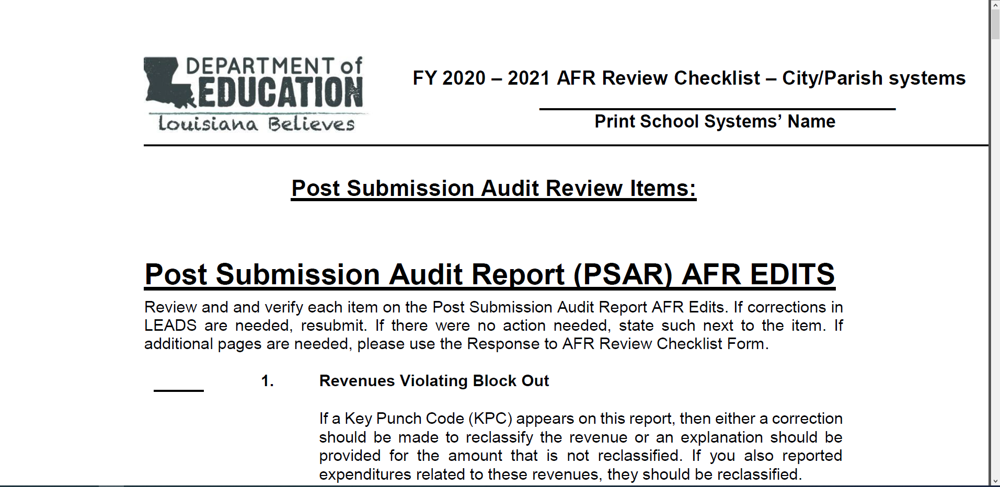 DEPARTMENT of
EDUCATION
Louisiana Believes
FY 2020 – 2021 AFR Review Checklist – City/Parish systems
Print School Systems’ Name
Post Submission Audit Review Items:
Post Submission Audit Report (PSAR) AFR EDITS
Review and and verify each item on the Post Submission Audit Report AFR Edits. If corrections in
LEADS are needed, resubmit. If there were no action needed, state such next to the item. If
additional pages are needed, please use the Response to AFR Review Checklist Form.
1. Revenues Violating Block Out
If a Key Punch Code (KPC) appears on this report, then either a correction
should be made to reclassify the revenue or an explanation should be
provided for the amount that is not reclassified. If you also reported
expenditures related to these revenues, they should be reclassified.